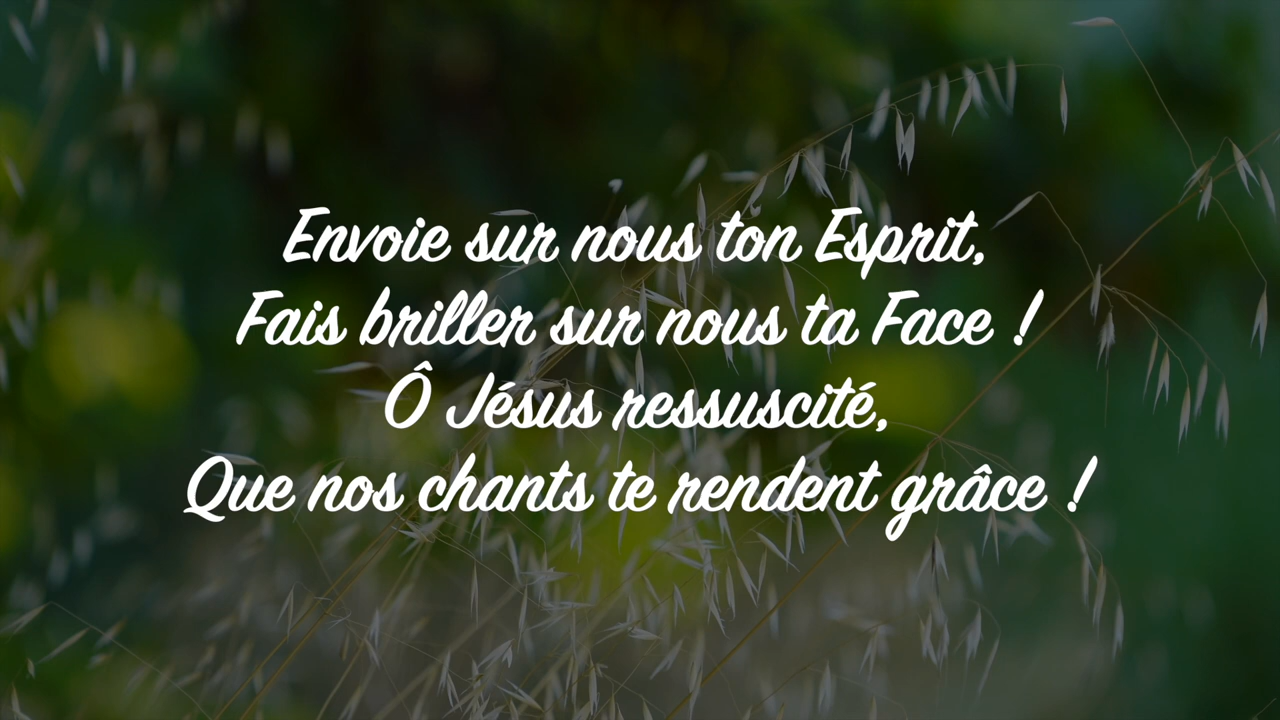 Envoie sur nous ton Esprit,
Fais briller sur nous ta Face !
Ô Jésus ressuscité,
Que nos chants te rendent grâce !